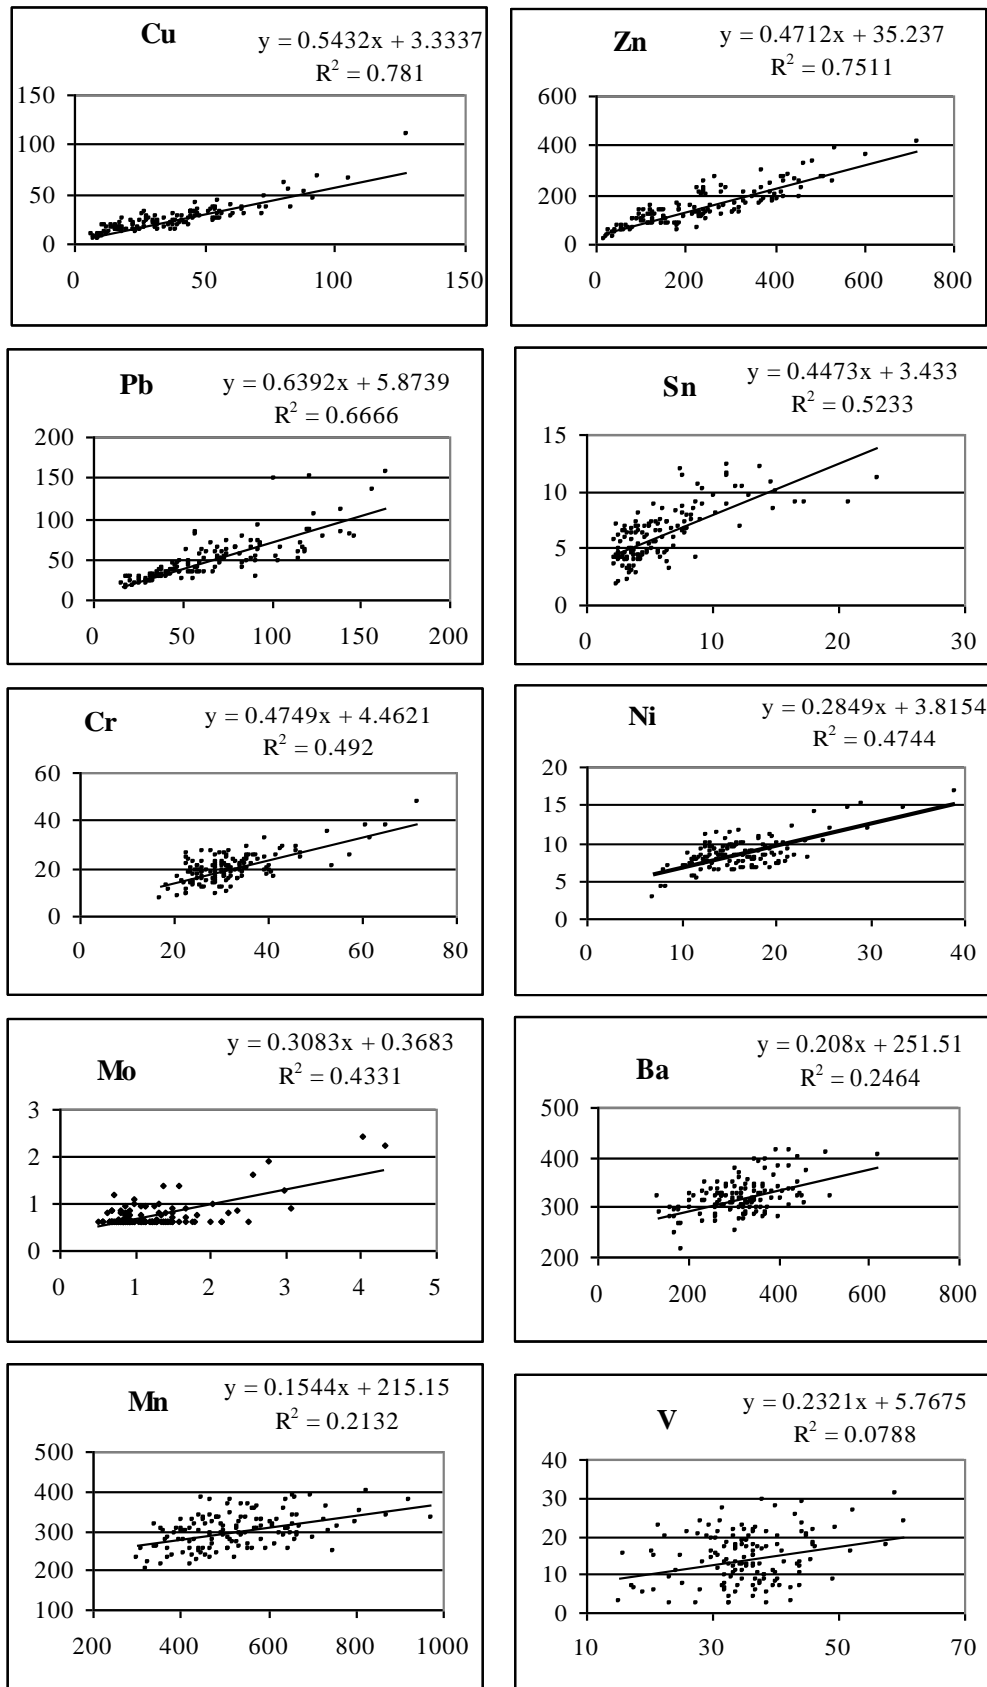 Cu
y = 0.5432x + 3.3337
R² = 0.781
150
100
50
0
0 50 100 150
Zn
y = 0.4712x + 35.237
R² = 0.7511
600
400
200
0
0 200 400 600 800
Pb
y = 0.6392x + 5.8739
R² = 0.6666
200
150
100
50
0
0 50 100 150 200
Sn
y = 0.4473x + 3.433
R² = 0.5233
15
10
5
0
0 10 20 30
Cr
y = 0.4749x + 4.4621
R² = 0.492
60
40
20
0
0 20 40 60 80
Ni
y = 0.2849x + 3.8154
R² = 0.4744
20
15
10
5
0
0 10 20 30 40
Mo
y = 0.3083x + 0.3683
R² = 0.4331
3
2
1
0
0 1 2 3 4 5
Ba
y = 0.208x + 251.51
R² = 0.2464
500
400
300
200
0 200 400 600 800
Mn
y = 0.1544x + 215.15
R² = 0.2132
500
400
300
200
100
200 400 600 800 1000
V
y = 0.2321x + 5.7675
R² = 0.0788
40
30
20
10
0
10 30 50 70